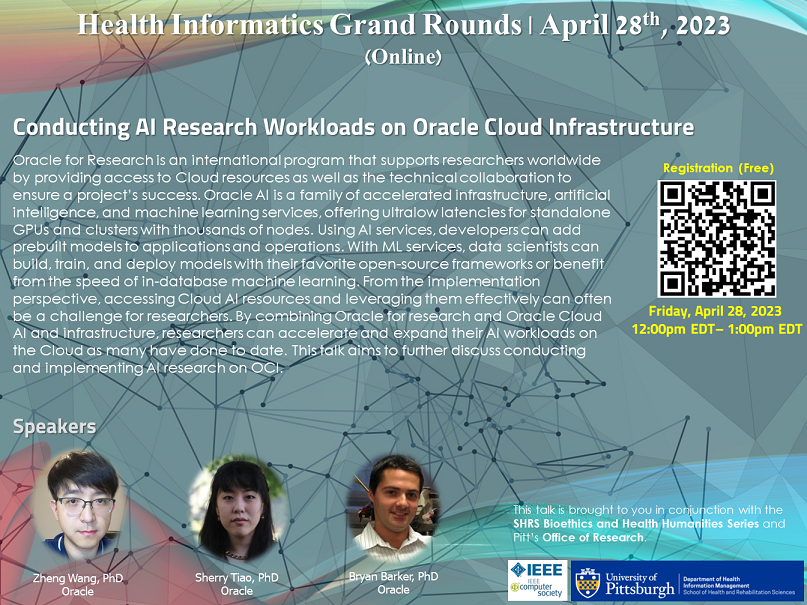 Health Informatics Grand Rounds | April 28th, 2023
(Online)
Conducting AI Research Workloads on Oracle Cloud Infrastructure
Oracle for Research is an international program that supports researchers worldwide
by providing access to Cloud resources as well as the technical collaboration to
ensure a project's success. Oracle AI is a family of accelerated infrastructure, artificial
intelligence, and machine learning services, offering ultralow latencies for standalone
GPUs and clusters with thousands of nodes. Using AI services, developers can add
prebuilt models to applications and operations. With ML services, data scientists can
build, train, and deploy models with their favorite open-source frameworks or benefit
from the speed of in-database machine learning. From the implementation
perspective, accessing Cloud AI resources and leveraging them effectively can often
be a challenge for researchers. By combining Oracle for research and Oracle Cloud
AI and infrastructure, researchers can accelerate and expand their AI workloads on
the Cloud as many have done to date. This talk aims to further discuss conducting
and implementing AI research on OCI.
Registration (Free)
Friday, April 28, 2023
12:00pm EDT– 1:00pm EDT
Speakers
Zheng Wang, PhD
Oracle
Sherry Tiao, PhD
Oracle
Bryan Barker, PhD
Oracle
This talk is brought to you in conjunction with the
SHRS Bioethics and Health Humanities Series and
Pitt's Office of Research.
IEEE
IEEE
computer
society
University of
Pittsburgh
Department of Health
Information Management
School of Health and Rehabilitation Sciences